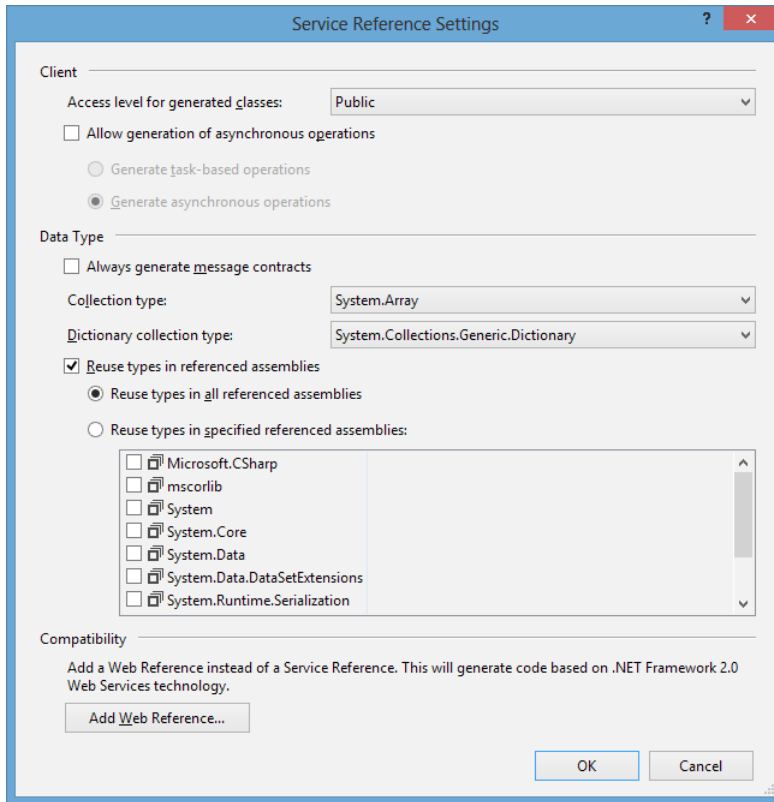 Service Reference Settings
?
Client
Access level for generated classes:
Public
Allow generation of asynchronous operations
Generate task-based operations
Generate asynchronous operations
Data Type
Always generate message contracts
Collection type:
System.Array
Dictionary collection type:
System.Collections.Generic.Dictionary
Reuse types in referenced assemblies
Reuse types in all referenced assemblies
Reuse types in specified referenced assemblies:
Microsoft.CSharp
mscorlib
System
System.Core
System.Data
System.Data.DataSetExtensions
System.Runtime.Serialization
Compatibility
Add a Web Reference instead of a Service Reference. This will generate code based on .NET Framework 2.0
Web Services technology.
Add Web Reference...
OK
Cancel